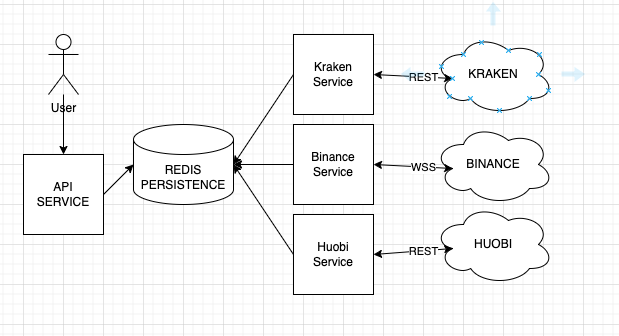 User
API
SERVICE
REDIS
PERSISTENCE
Kraken
Service
REST
KRAKEN
Binance
Service
WSS
BINANCE
Huobi
Service
REST
HUOBI